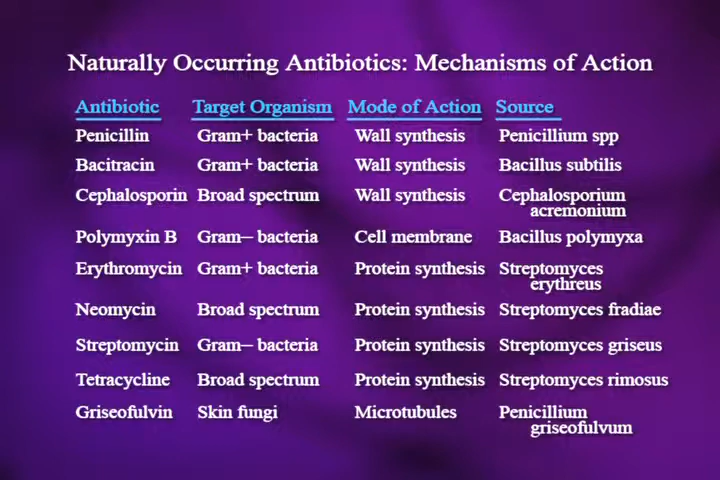 Naturally Occurring Antibiotics: Mechanisms of Action
Antibiotic Target Organism Mode of Action Source
Penicillin Gram+ bacteria Wall synthesis Penicillium spp
Bacitracin Gram+ bacteria Wall synthesis Bacillus subtilis
Cephalosporin Broad spectrum Wall synthesis Cephalosporium
acremonium
Polymyxin B Gram– bacteria Cell membrane Bacillus polymyxa
Erythromycin Gram+ bacteria Protein synthesis Streptomyces
erythreus
Neomycin Broad spectrum Protein synthesis Streptomyces fradiae
Streptomycin Gram– bacteria Protein synthesis Streptomyces griseus
Tetracycline Broad spectrum Protein synthesis Streptomyces rimosus
Griseofulvin Skin fungi Microtubules Penicillium
griseofulvum